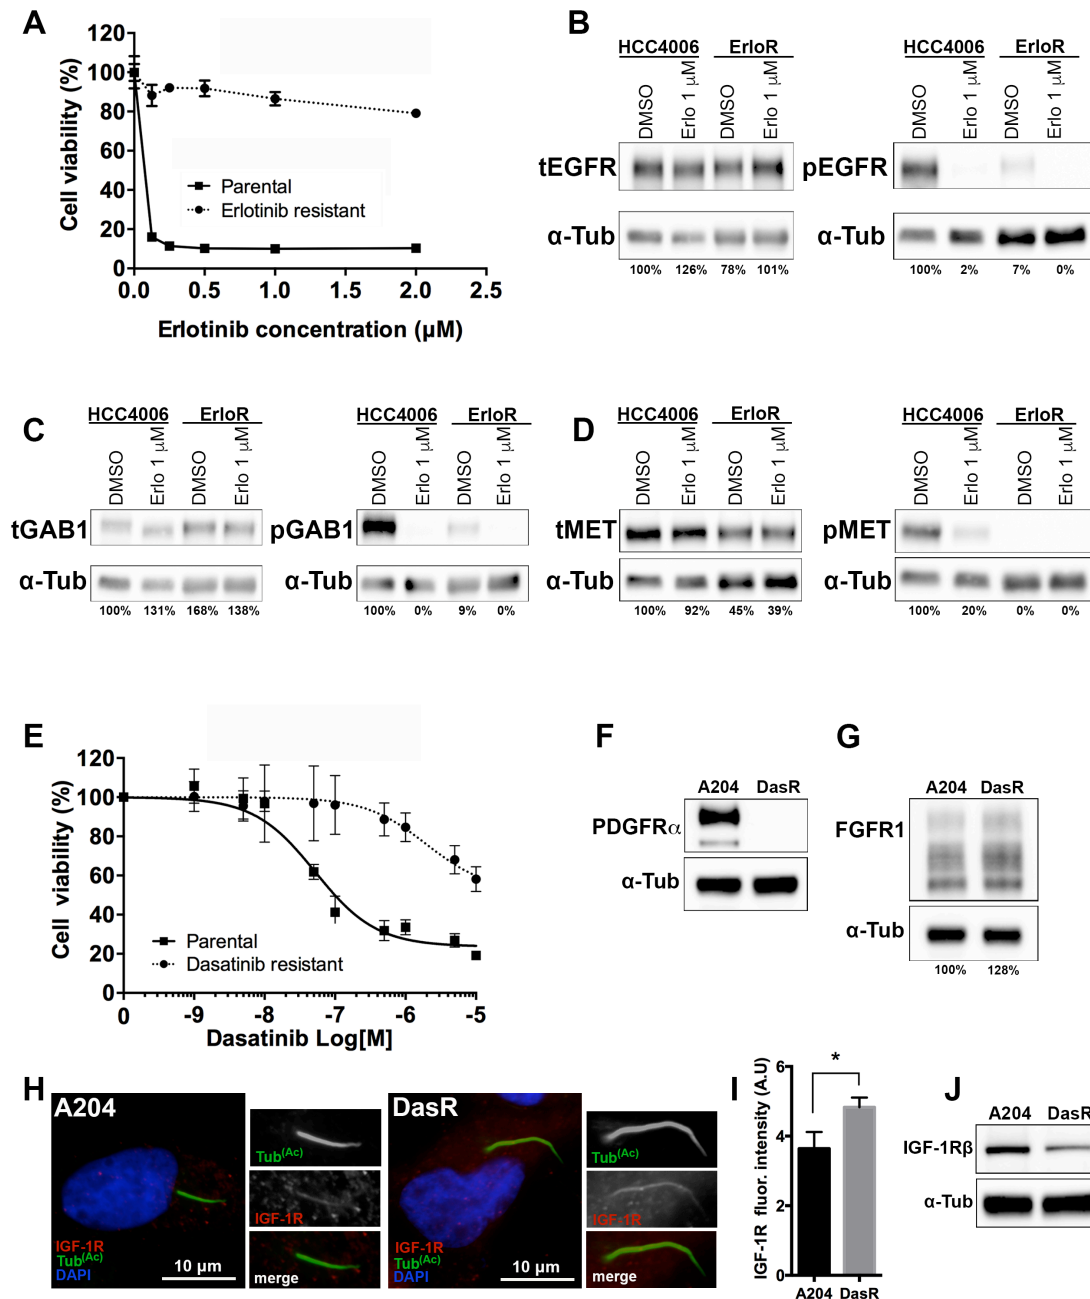 A
120
100
80
60
40
20
0
Cell viability (%)
Parental
Erlotinib resistant
0.0 0.5 1.0 1.5 2.0 2.5
Erlotinib concentration (µM)
B
HCC4006 ErloR
DMSO Erlo 1 µM DMSO Erlo 1 µM
tEGFR
α-Tub
100% 126% 78% 101%
HCC4006 ErloR
DMSO Erlo 1 µM DMSO Erlo 1 µM
pEGFR
α-Tub
100% 2% 7% 0%
C
HCC4006 ErloR
DMSO Erlo 1 µM DMSO Erlo 1 µM
tGAB1
α-Tub
100% 131% 168% 138%
HCC4006 ErloR
DMSO Erlo 1 µM DMSO Erlo 1 µM
pGAB1
α-Tub
100% 0% 9% 0%
D
HCC4006 ErloR
DMSO Erlo 1 µM DMSO Erlo 1 µM
tMET
α-Tub
100% 92% 45% 39%
HCC4006 ErloR
DMSO Erlo 1 µM DMSO Erlo 1 µM
pMET
α-Tub
100% 20% 0% 0%
E
120
100
80
60
40
20
0
Cell viability (%)
Parental
Dasatinib resistant
0 -9 -8 -7 -6 -5
Dasatinib Log[M]
F
A204 DasR
PDGFRα
α-Tub
G
A204 DasR
FGFR1
α-Tub
100% 128%
H
A204
IGF-1R
Tub(Ac)
DAPI
10 µm
Tub(Ac)
IGF-1R
merge
DasR
IGF-1R
Tub(Ac)
DAPI
10 µm
Tub(Ac)
IGF-1R
merge
I
IGF-1R fluor. intensity (A.U)
6
4
2
0
*
A204 DasR
J
A204 DasR
IGF-1Rβ
α-Tub